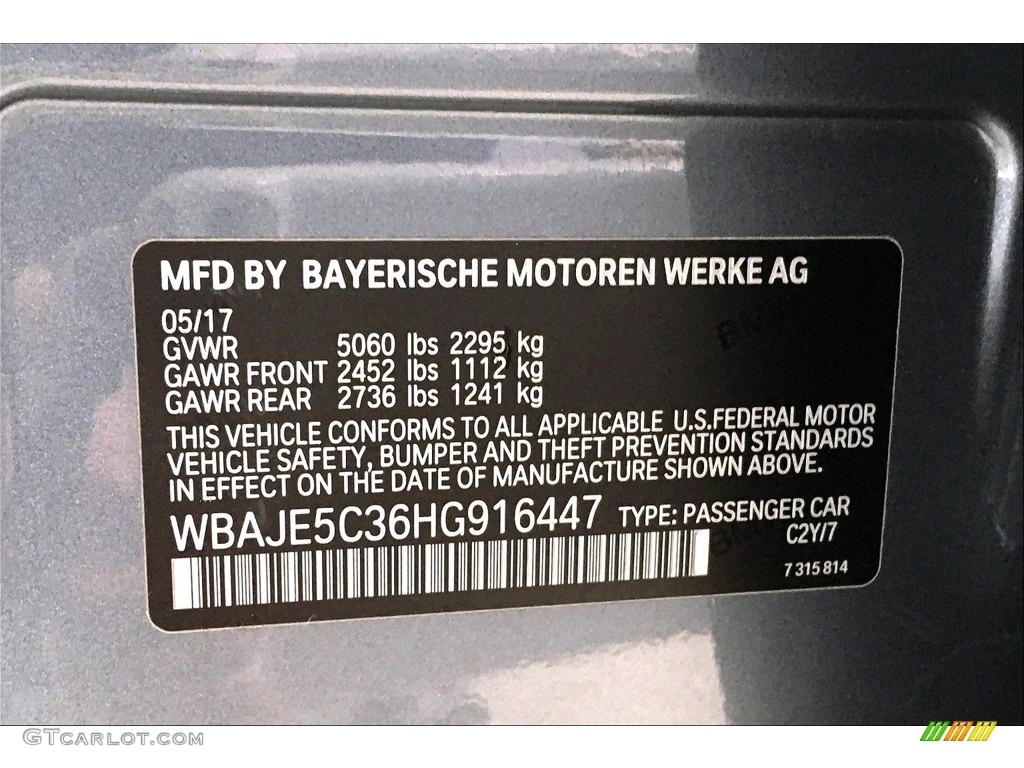 MFD BY BAYERISCHE MOTOREN WERKE AG
05/17
GVWR 5060 lbs 2295 kg
GAWR FRONT 2452 lbs 1112 kg
GAWR REAR 2736 lbs 1241 kg
THIS VEHICLE CONFORMS TO ALL APPLICABLE U.S.FEDERAL MOTOR
VEHICLE SAFETY, BUMPER AND THEFT PREVENTION STANDARDS
IN EFFECT ON THE DATE OF MANUFACTURE SHOWN ABOVE.
WBAJE5C36HG916447 TYPE: PASSENGER CAR
C2Y/7
7 315 814
GTCARLOT.COM